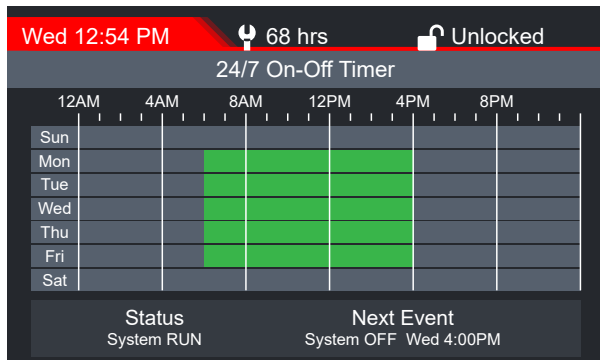 Wed 12:54 PM 68 hrs Unlocked
24/7 On-Off Timer
12AM 4AM 8AM 12PM 4PM 8PM
Sun
Mon
Tue
Wed
Thu
Fri
Sat
Status Next Event
System RUN System OFF Wed 4:00PM